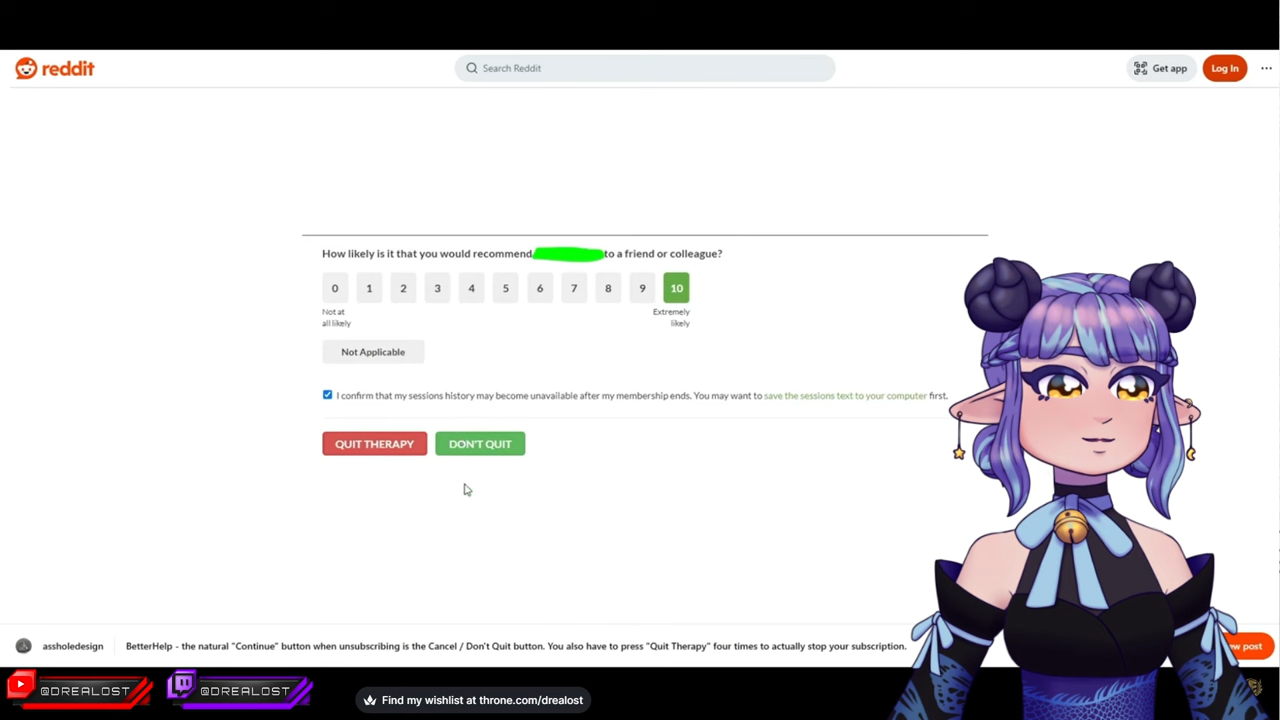 reddit
Search Reddit
Get app
Log In
How likely is it that you would recommend to a friend or colleague?
0 1 2 3 4 5 6 7 8 9 10
Not at all likely
Extremely likely
Not Applicable
I confirm that my sessions history may become unavailable after my membership ends. You may want to save the sessions text to your computer first.
QUIT THERAPY DON'T QUIT
assholedesign
BetterHelp - the natural "Continue" button when unsubscribing is the Cancel / Don't Quit button. You also have to press "Quit Therapy" four times to actually stop your subscription.
post
@DREALOST
@DREALOST
Find my wishlist at throne.com/drealost